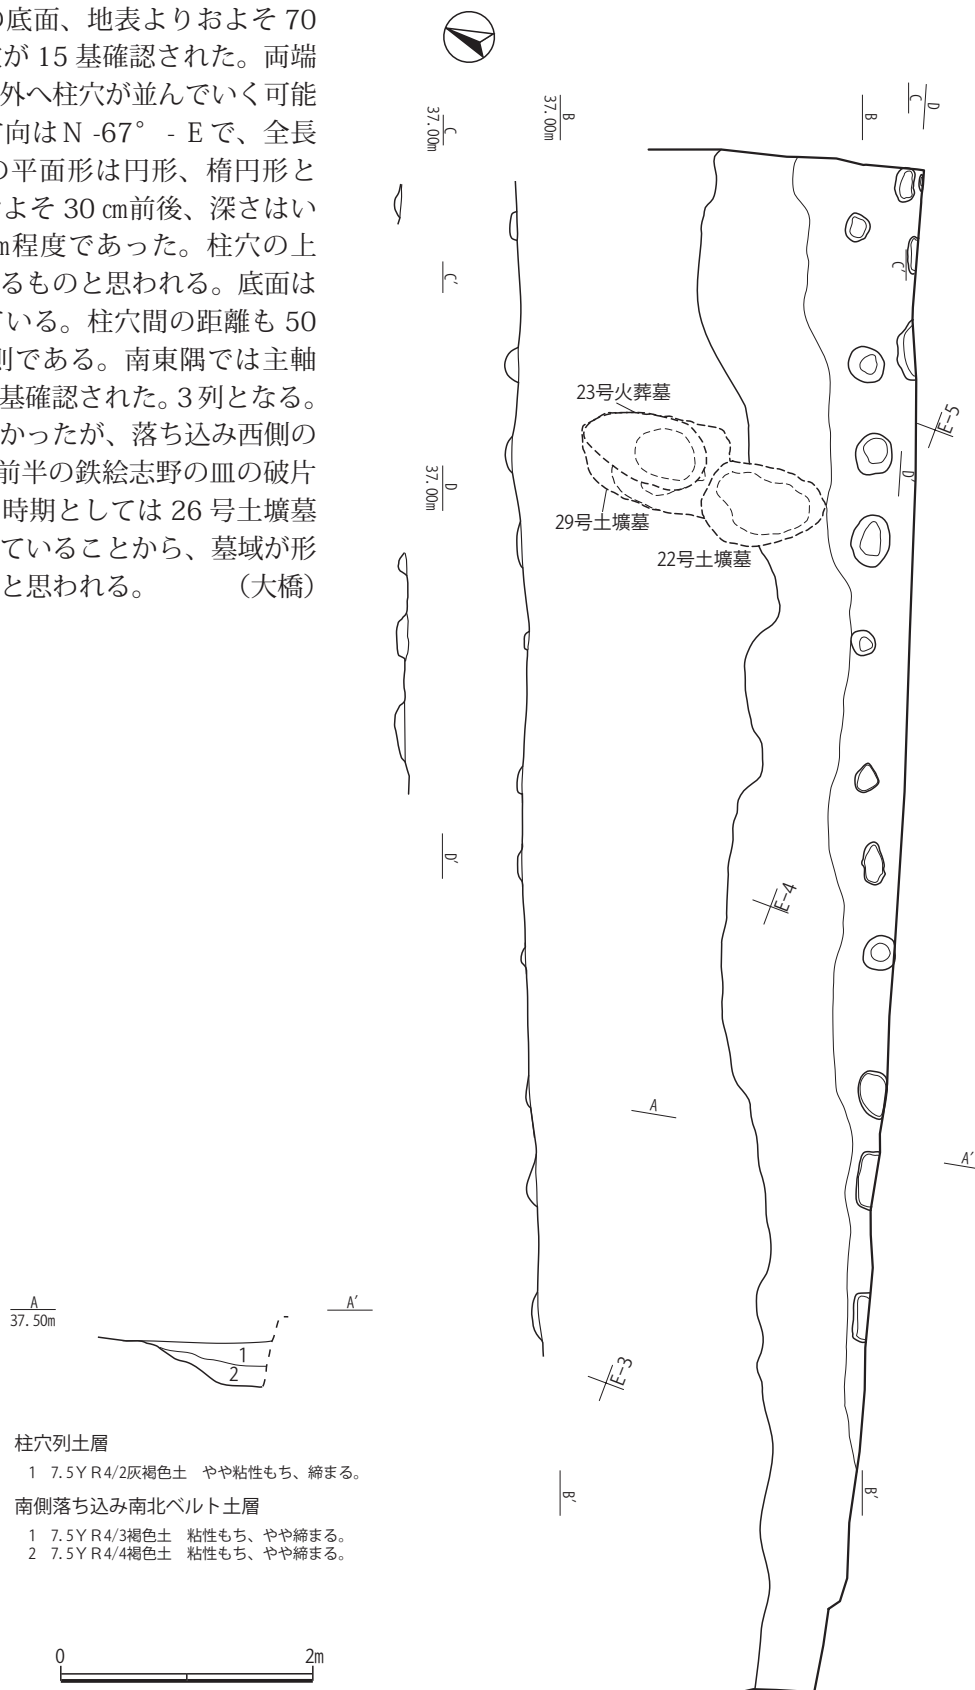 の底面、地表よりおよそ 70
が 15 基確認された。両端
外へ柱穴が並んでいく可能
方向は N -67° - E で、全長
の平面形は円形、楕円形と
およそ 30 ㎝前後、深さはい
m程度であった。柱穴の上
るものと思われる。底面は
ている。柱穴間の距離も 50
則である。南東隅では主軸
基確認された。3 列となる。
かったが、落ち込み西側の
前半の鉄絵志野の皿の破片
時期としては 26 号土壙墓
ていることから、墓域が形
と思われる。 （大橋）
C
37.00m
B
37.00m
B
C
D
C'
C'
23号火葬墓
E-5
D
37.00m
D'
29号土壙墓
22号土壙墓
D'
E-4
A
A'
A
37.50m
A'
1
2
E-3
柱穴列土層
1 7.5YR4/2灰褐色土 やや粘性もち、締まる。
B'
B'
南側落ち込み南北ベルト土層
1 7.5YR4/3褐色土 粘性もち、やや締まる。
2 7.5YR4/4褐色土 粘性もち、やや締まる。
0 2m